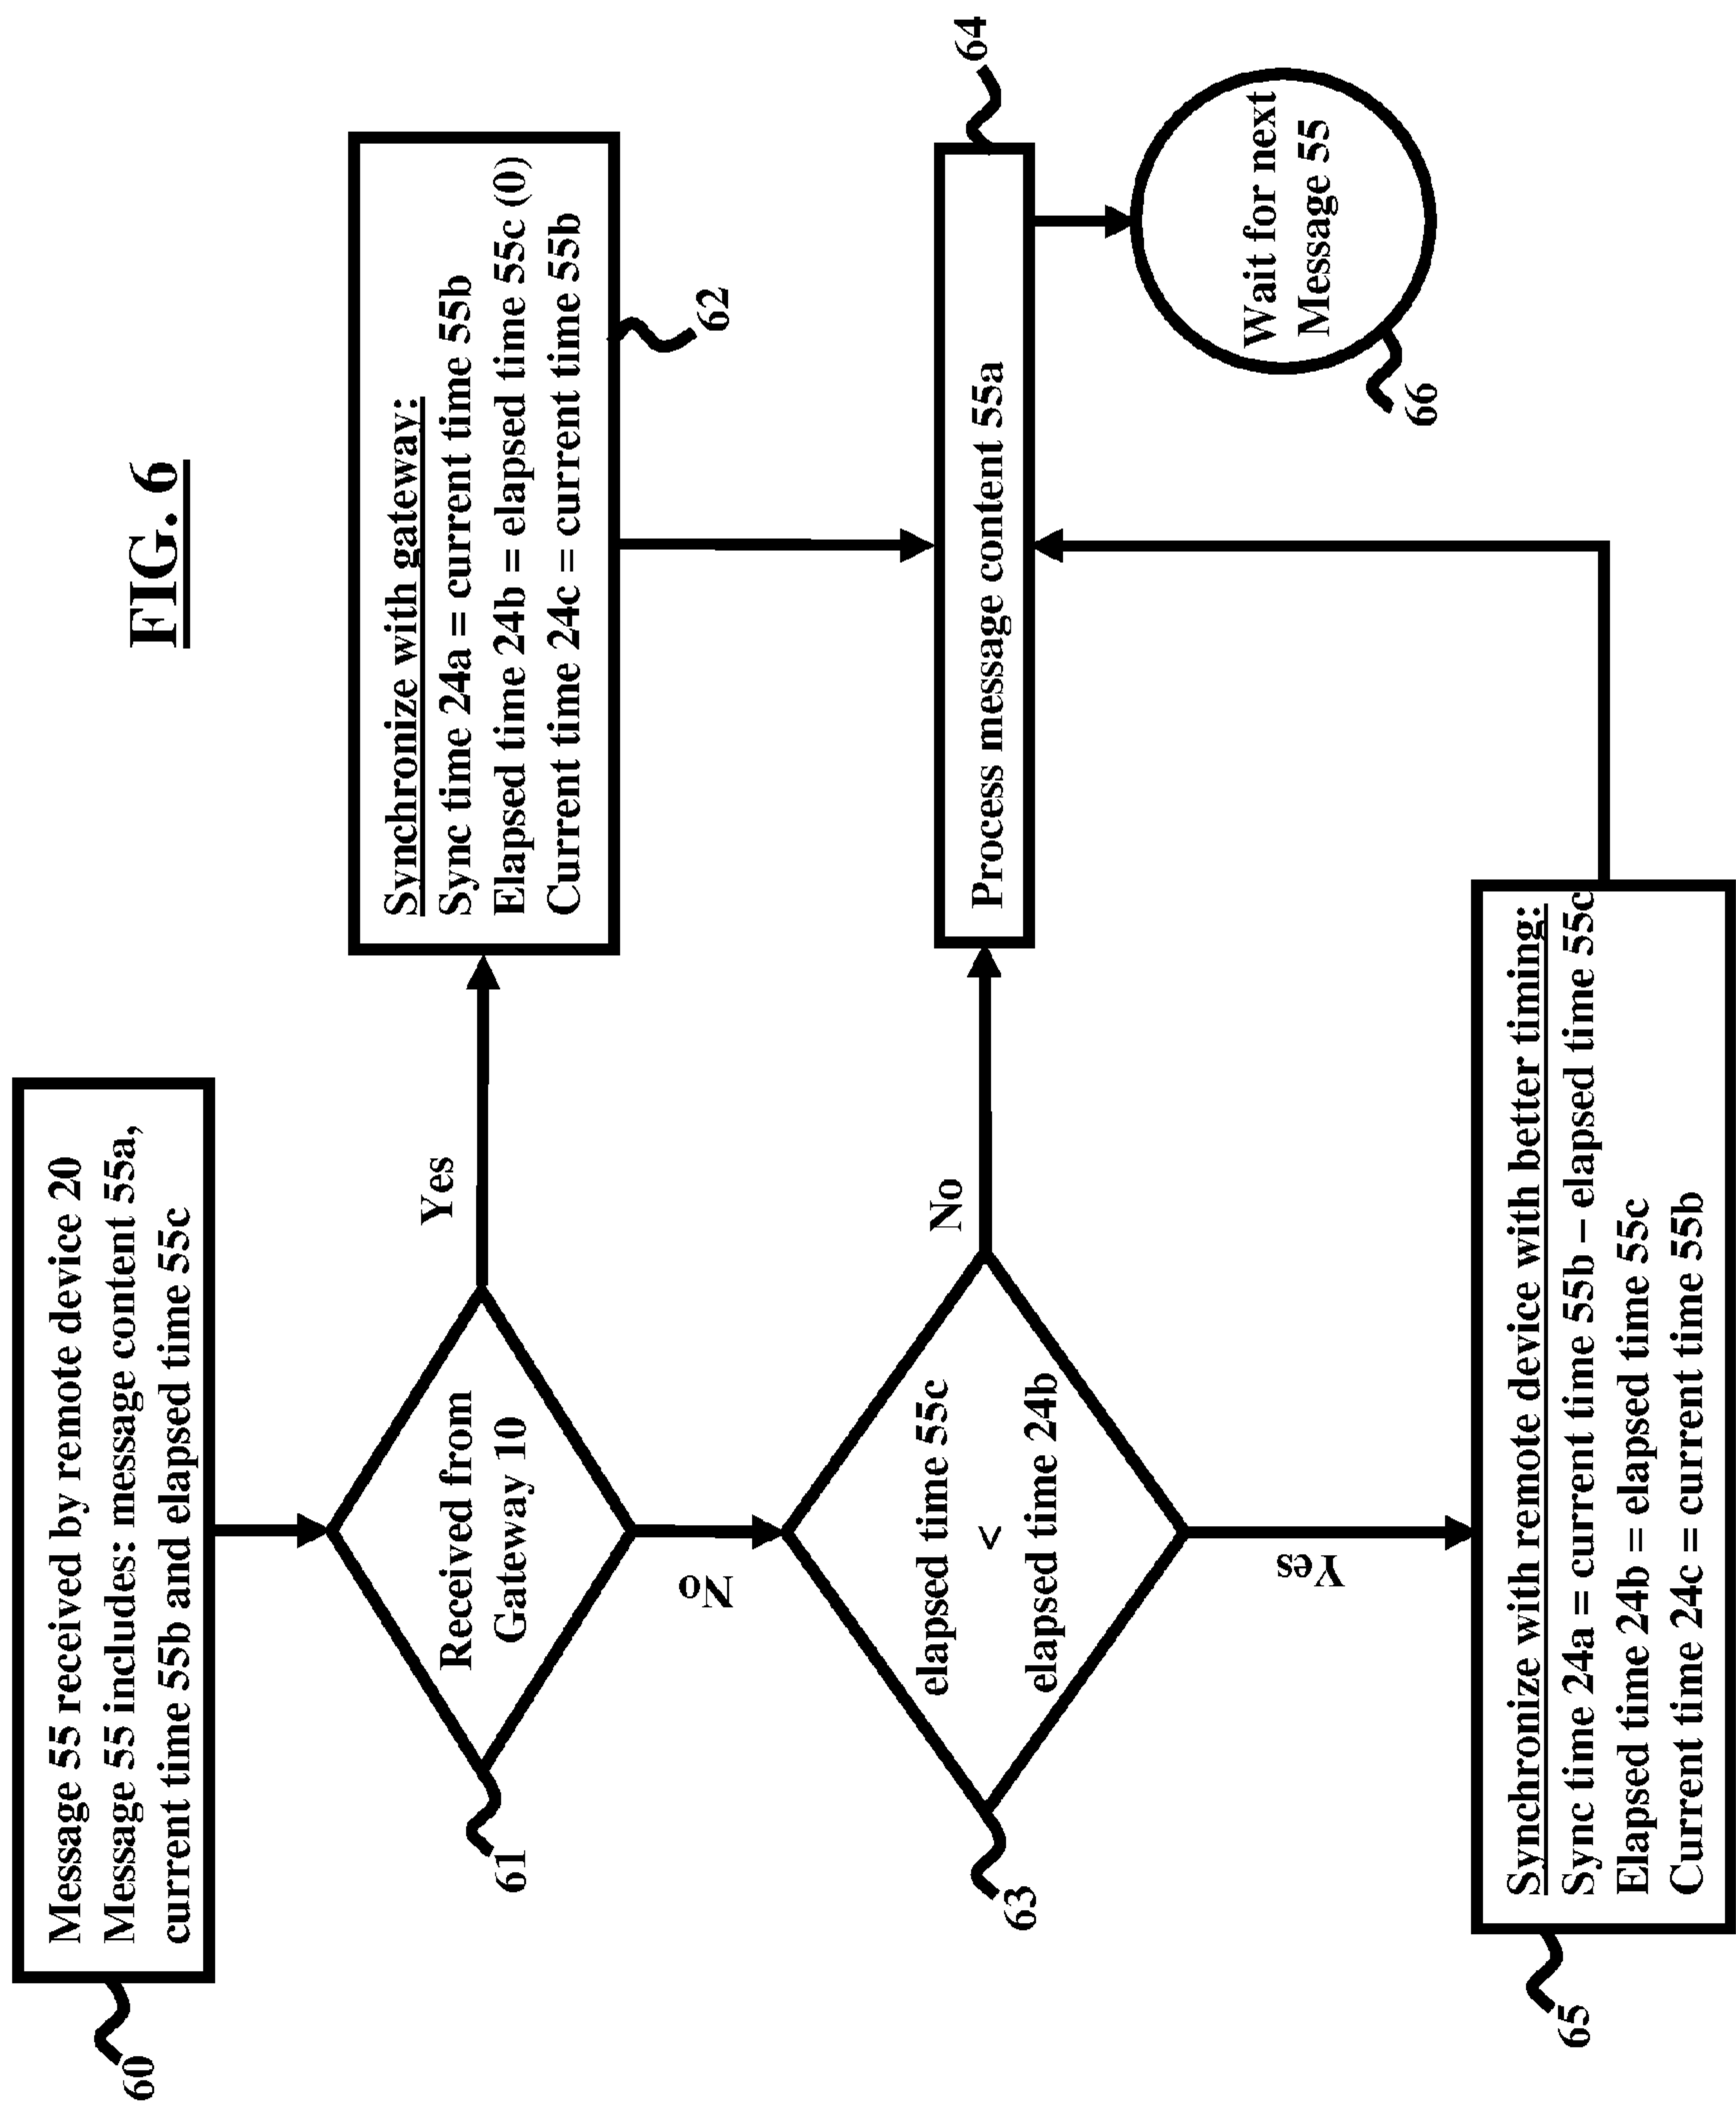 FIG. 6
Message 55 received by remote device 20
Message 55 includes: message content 55a,
current time 55b and elapsed time 55c
60
Received from
Gateway 10
61
Yes
No
Synchronize with gateway:
Sync time 24a = current time 55b
Elapsed time 24b = elapsed time 55c (0)
Current time 24c = current time 55b
62
elapsed time 55c
<
elapsed time 24b
63
No
Yes
Process message content 55a
64
Synchronize with remote device with better timing:
Sync time 24a = current time 55b – elapsed time 55c
Elapsed time 24b = elapsed time 55c
Current time 24c = current time 55b
65
Wait for next
Message 55
66